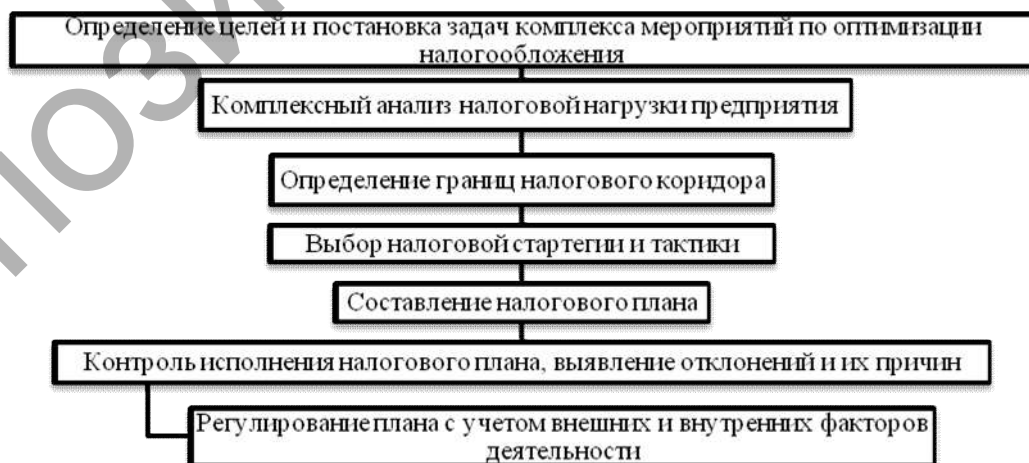 Определение целей и постановка задач комплекса мероприятий по оптимизации
налогообложения
Комплексный анализ налоговой нагрузки предприятия
Определение границ налогового коридора
Выбор налоговой стартегии и тактики
Составление налогового плана
Контроль исполнения налогового плана, выявление отклонений и их причин
Регулирование плана с учетом внешних и внутренних факторов
деятельности